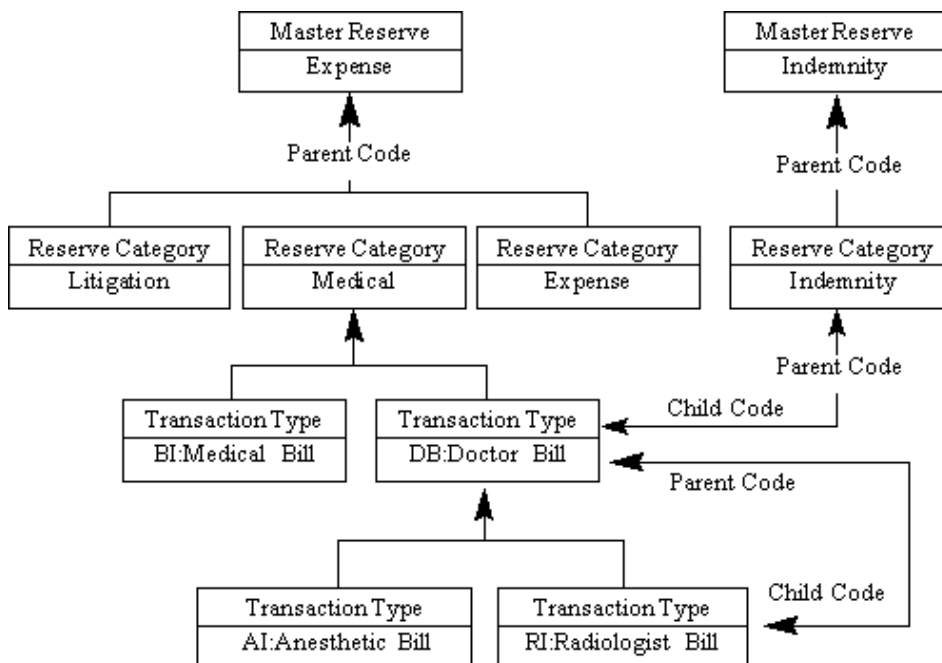 Master Reserve
Expense
Master Reserve
Indemnity
Parent Code
Parent Code
Reserve Category
Litigation
Reserve Category
Medical
Reserve Category
Expense
Reserve Category
Indemnity
Parent Code
Transaction Type
BI:Medical Bill
Transaction Type
DB:Doctor Bill
Child Code
Parent Code
Transaction Type
AI:Anesthetic Bill
Transaction Type
RI:Radiologist Bill
Child Code